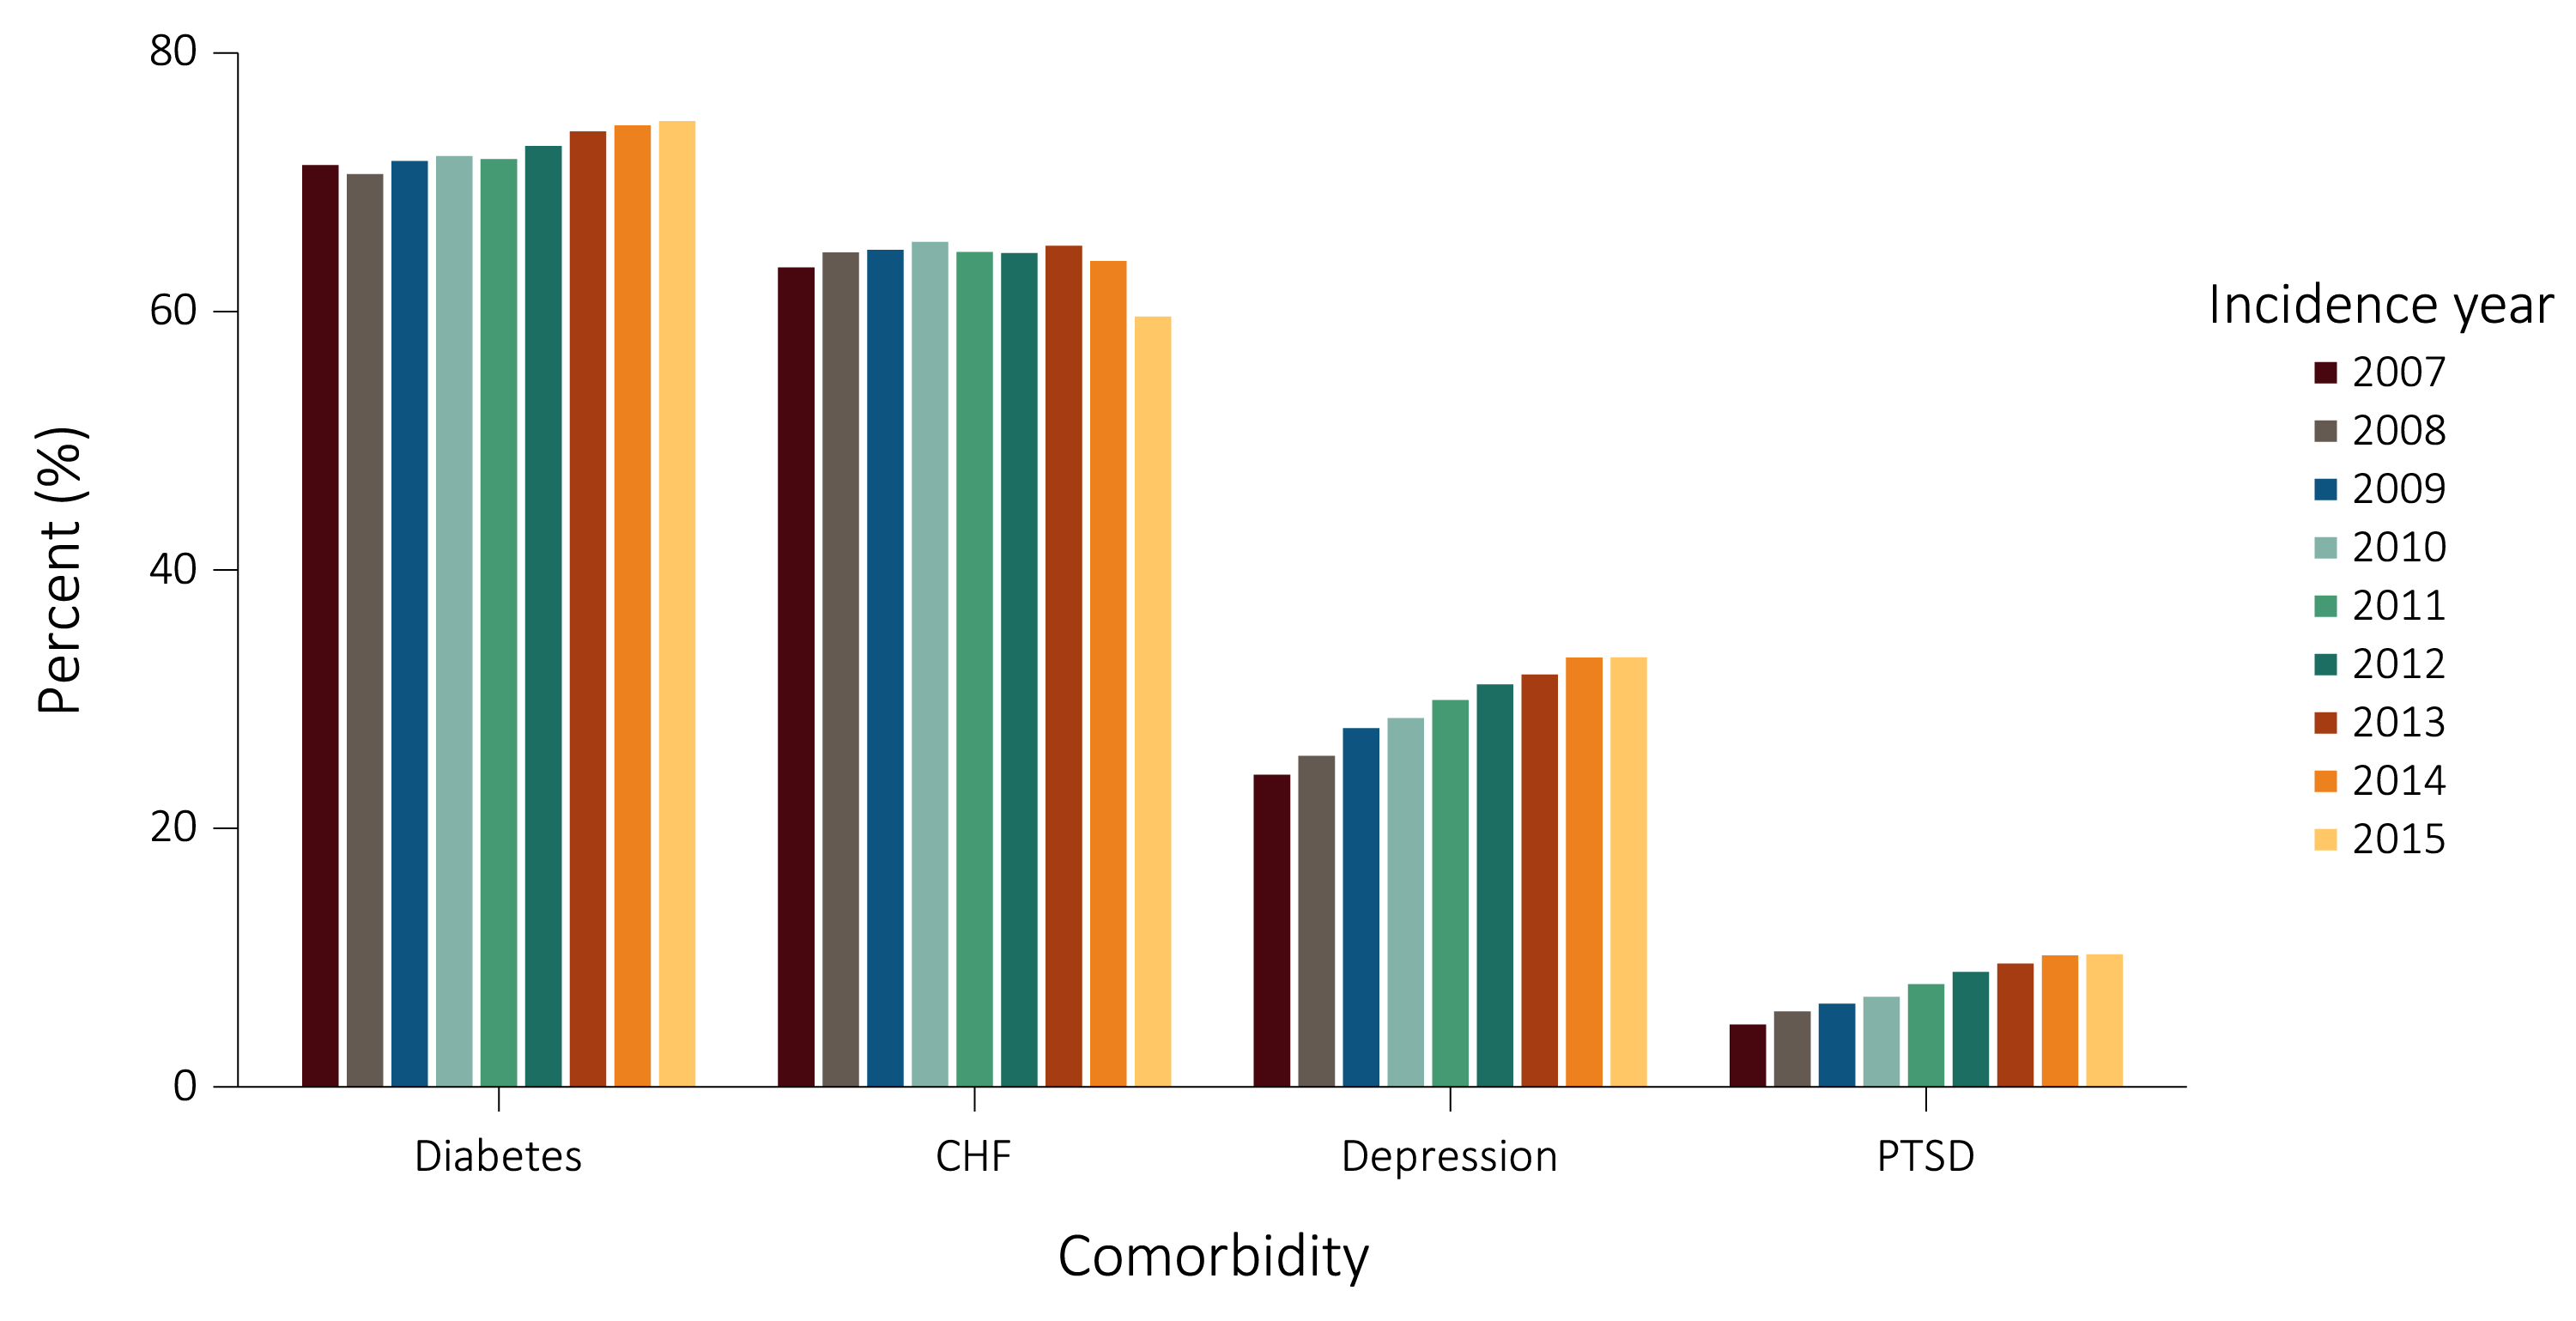 Percent (%)
80
60
40
20
0
Diabetes
CHF
Depression
PTSD
Comorbidity
Incidence year
2007
2008
2009
2010
2011
2012
2013
2014
2015